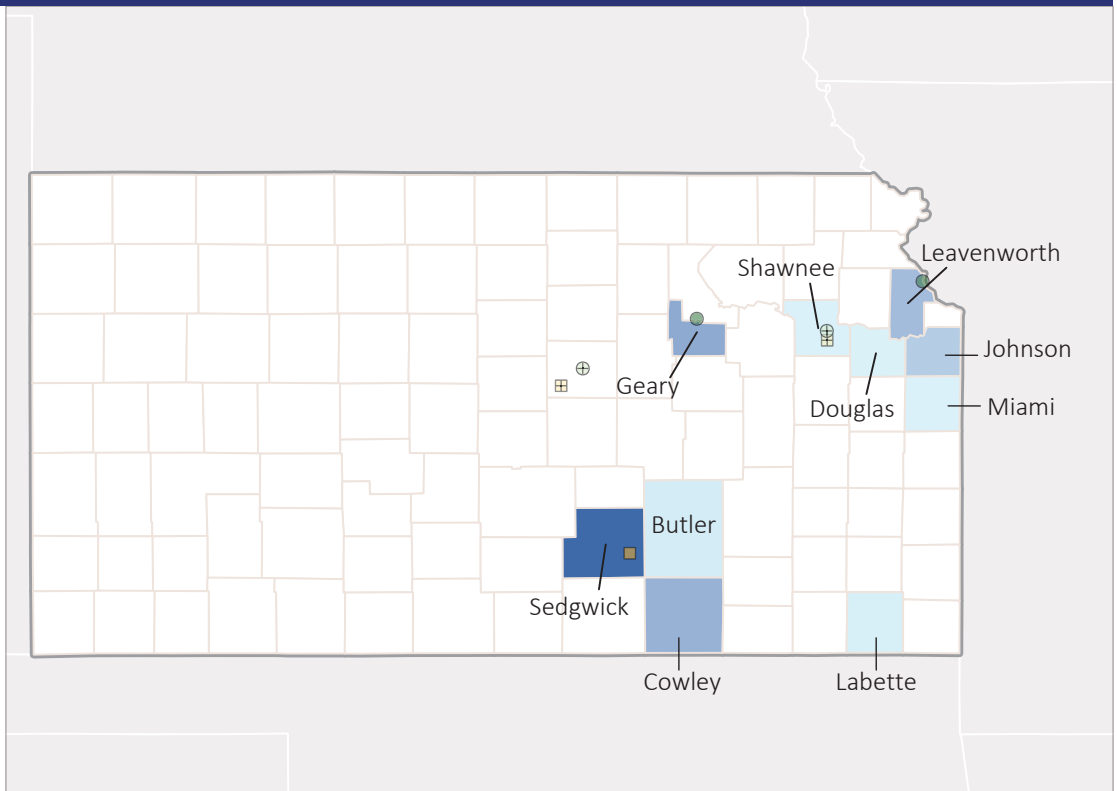 Leavenworth
Shawnee
Johnson
Geary
Douglas
Miami
Butler
Sedgwick
Cowley
Labette